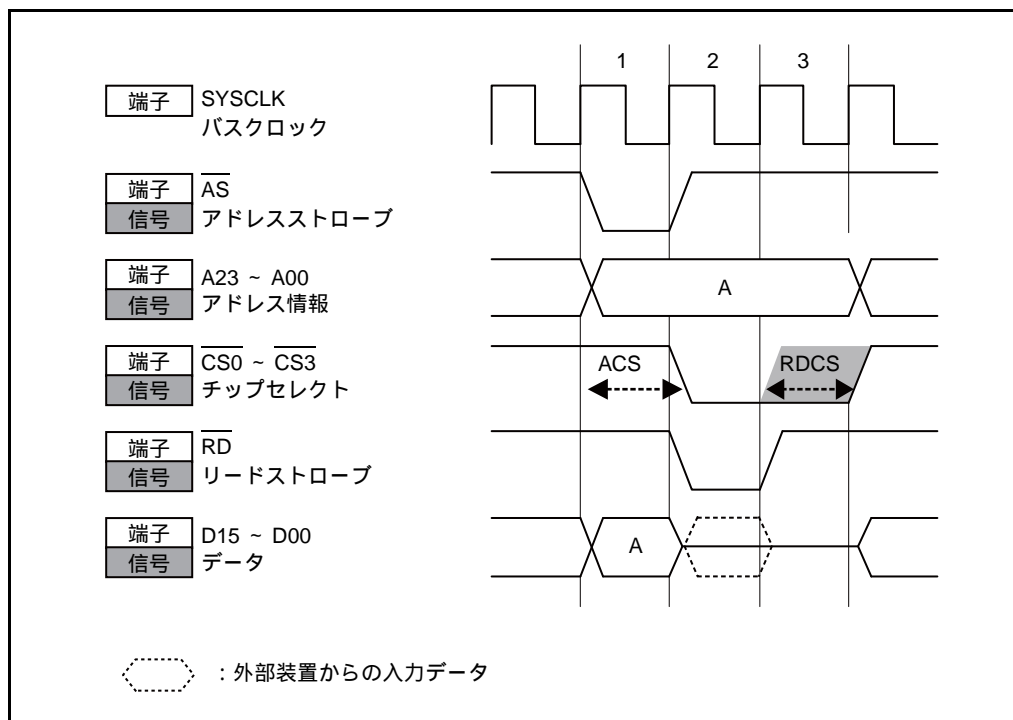 1 2 3
端子 SYSCLK
バスクロック
端子 AS
信号 アドレスストローブ
端子 A23 ~ A00
信号 アドレス情報
A
端子 CS0 ~ CS3
信号 チップセレクト
ACS RDCS
端子 RD
信号 リードストローブ
端子 D15 ~ D00
信号 データ
A
：外部装置からの入力データ